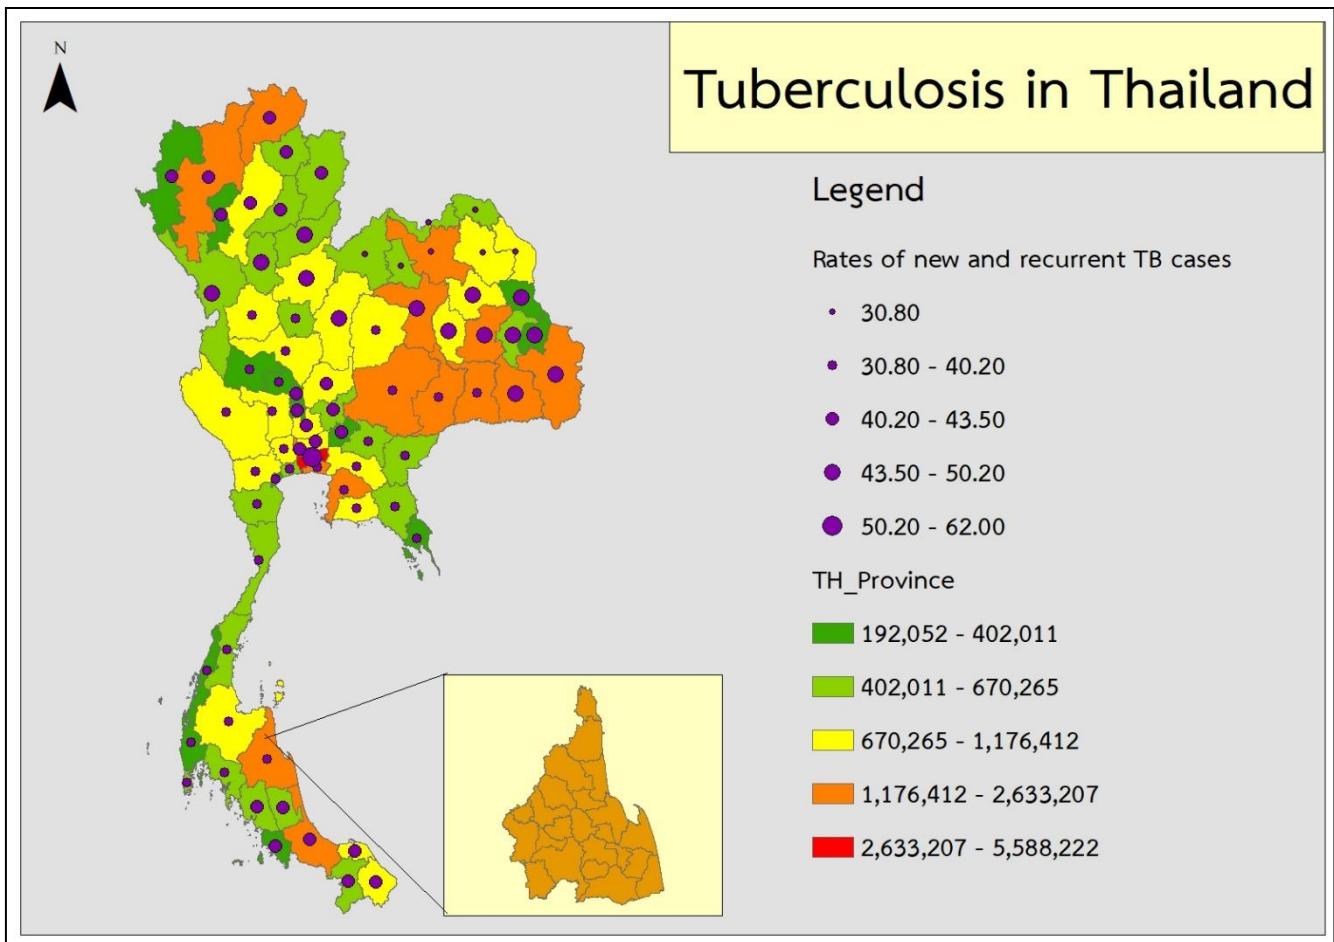 N
Tuberculosis in Thailand
Legend
Rates of new and recurrent TB cases
30.80
30.80 - 40.20
40.20 - 43.50
43.50 - 50.20
50.20 - 62.00
TH_Province
192,052 - 402,011
402,011 - 670,265
670,265 - 1,176,412
1,176,412 - 2,633,207
2,633,207 - 5,588,222